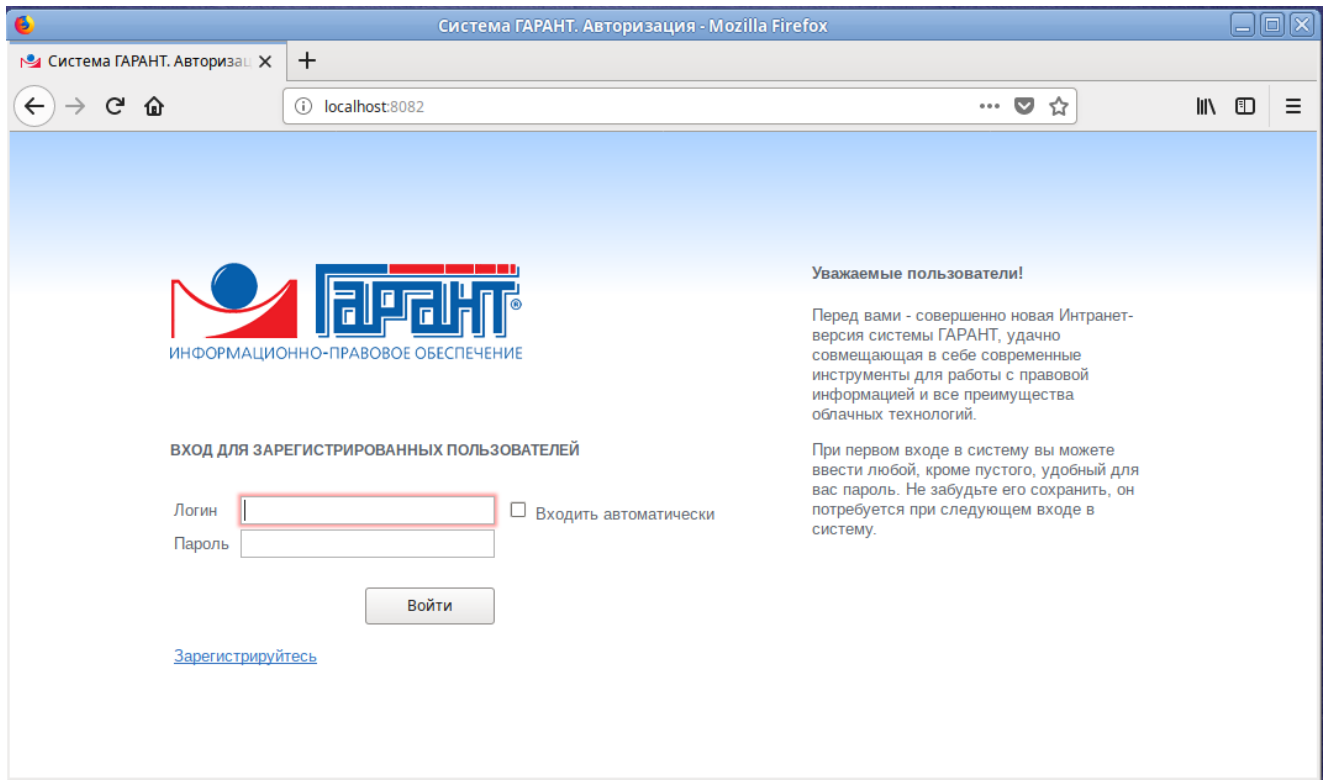 Система ГАРАНТ. Авторизация - Mozilla Firefox
Система ГАРАНТ. Авторизац
localhost:8082
Гарант®
ИНФОРМАЦИОННО-ПРАВОВОЕ ОБЕСПЕЧЕНИЕ
ВХОД ДЛЯ ЗАРЕГИСТРИРОВАННЫХ ПОЛЬЗОВАТЕЛЕЙ
Логин
Входить автоматически
Пароль
Войти
Зарегистрируйтесь
Уважаемые пользователи!
Перед вами - совершенно новая Интранет-
версия системы ГАРАНТ, удачно
совмещающая в себе современные
инструменты для работы с правовой
информацией и все преимущества
облачных технологий.
При первом входе в систему вы можете
ввести любой, кроме пустого, удобный для
вас пароль. Не забудьте его сохранить, он
потребуется при следующем входе в
систему.